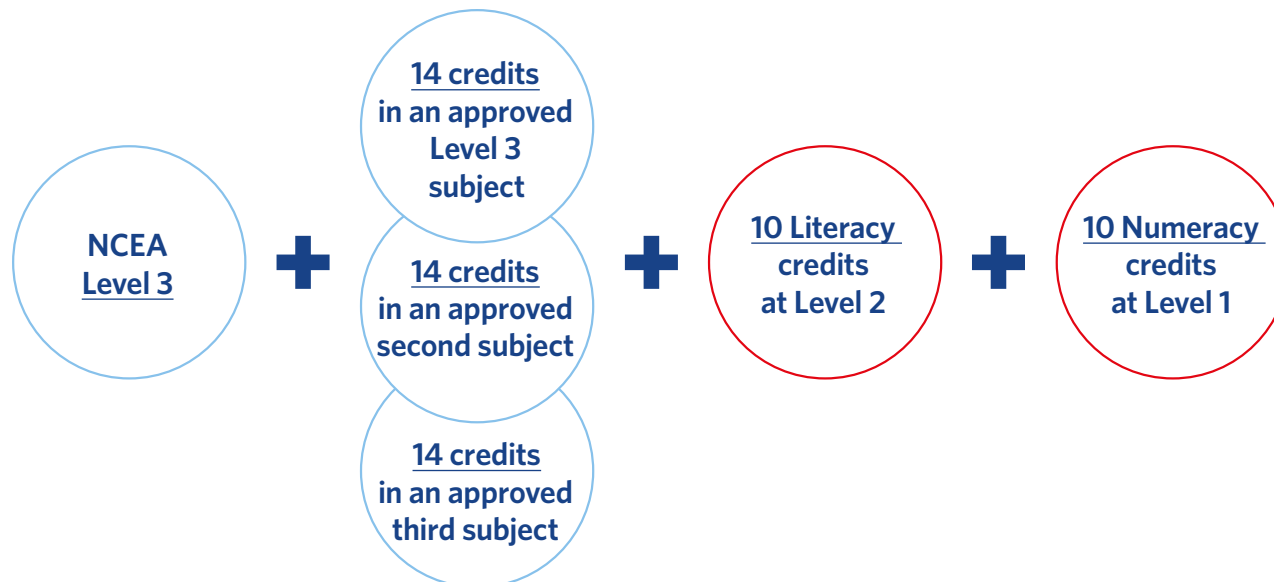 NCEA
Level 3
14 credits
in an approved
Level 3
subject
14 credits
in an approved
second subject
14 credits
in an approved
third subject
10 Literacy
credits
at Level 2
10 Numeracy
credits
at Level 1